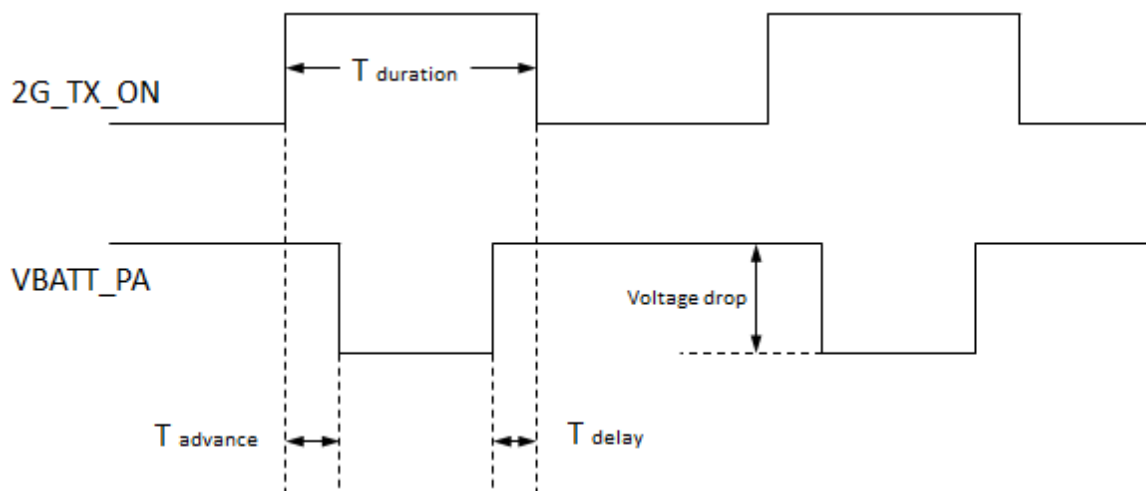 T duration
2G_TX_ON
VBATT_PA
Voltage drop
T advance
T delay